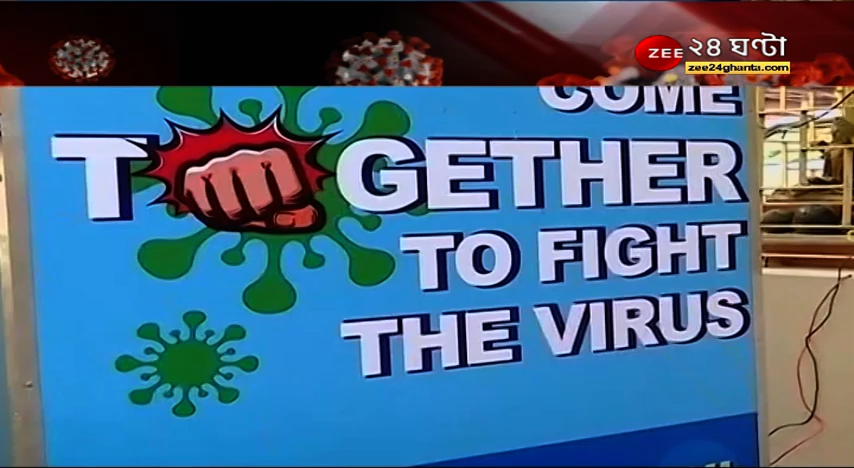 ZEE ২৪ ঘণ্টা
zee24ghanta.com
COME
TOGETHER
TO FIGHT
THE VIRUS